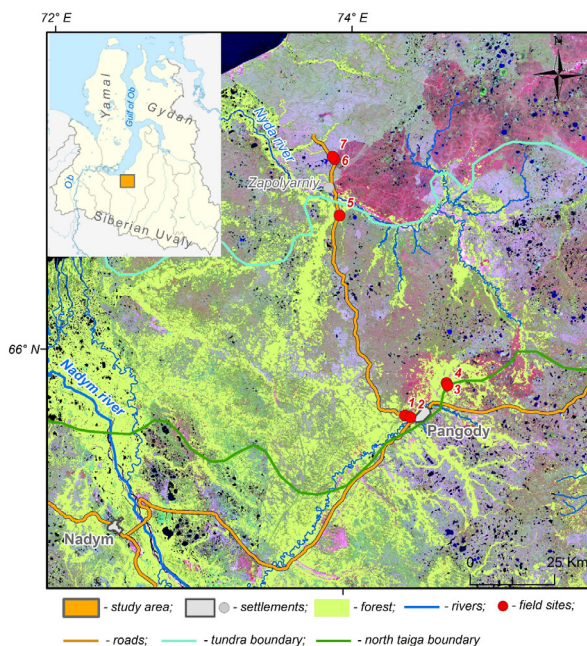 72° E
74° E
N
Yamal
Gulf of Ob
Gydan
Ob
Siberian Uvaly
Nyda river
7
6
Zapolyarniy
5
66° N
4
3
1 2
Pangody
Nadym river
Nadym
0 25 Km
- study area; - settlements; - forest; - rivers; - field sites;
- roads; - tundra boundary; - north taiga boundary